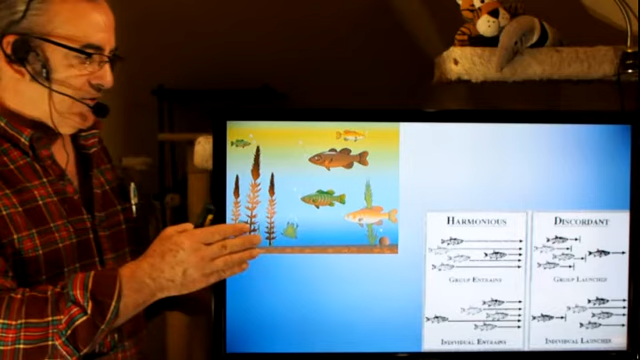 HARMONIOUS
GROUP ENTRAINS
INDIVIDUAL ENTRAINS
DISCORDANT
GROUP LAUNCHES
INDIVIDUAL LAUNCHES